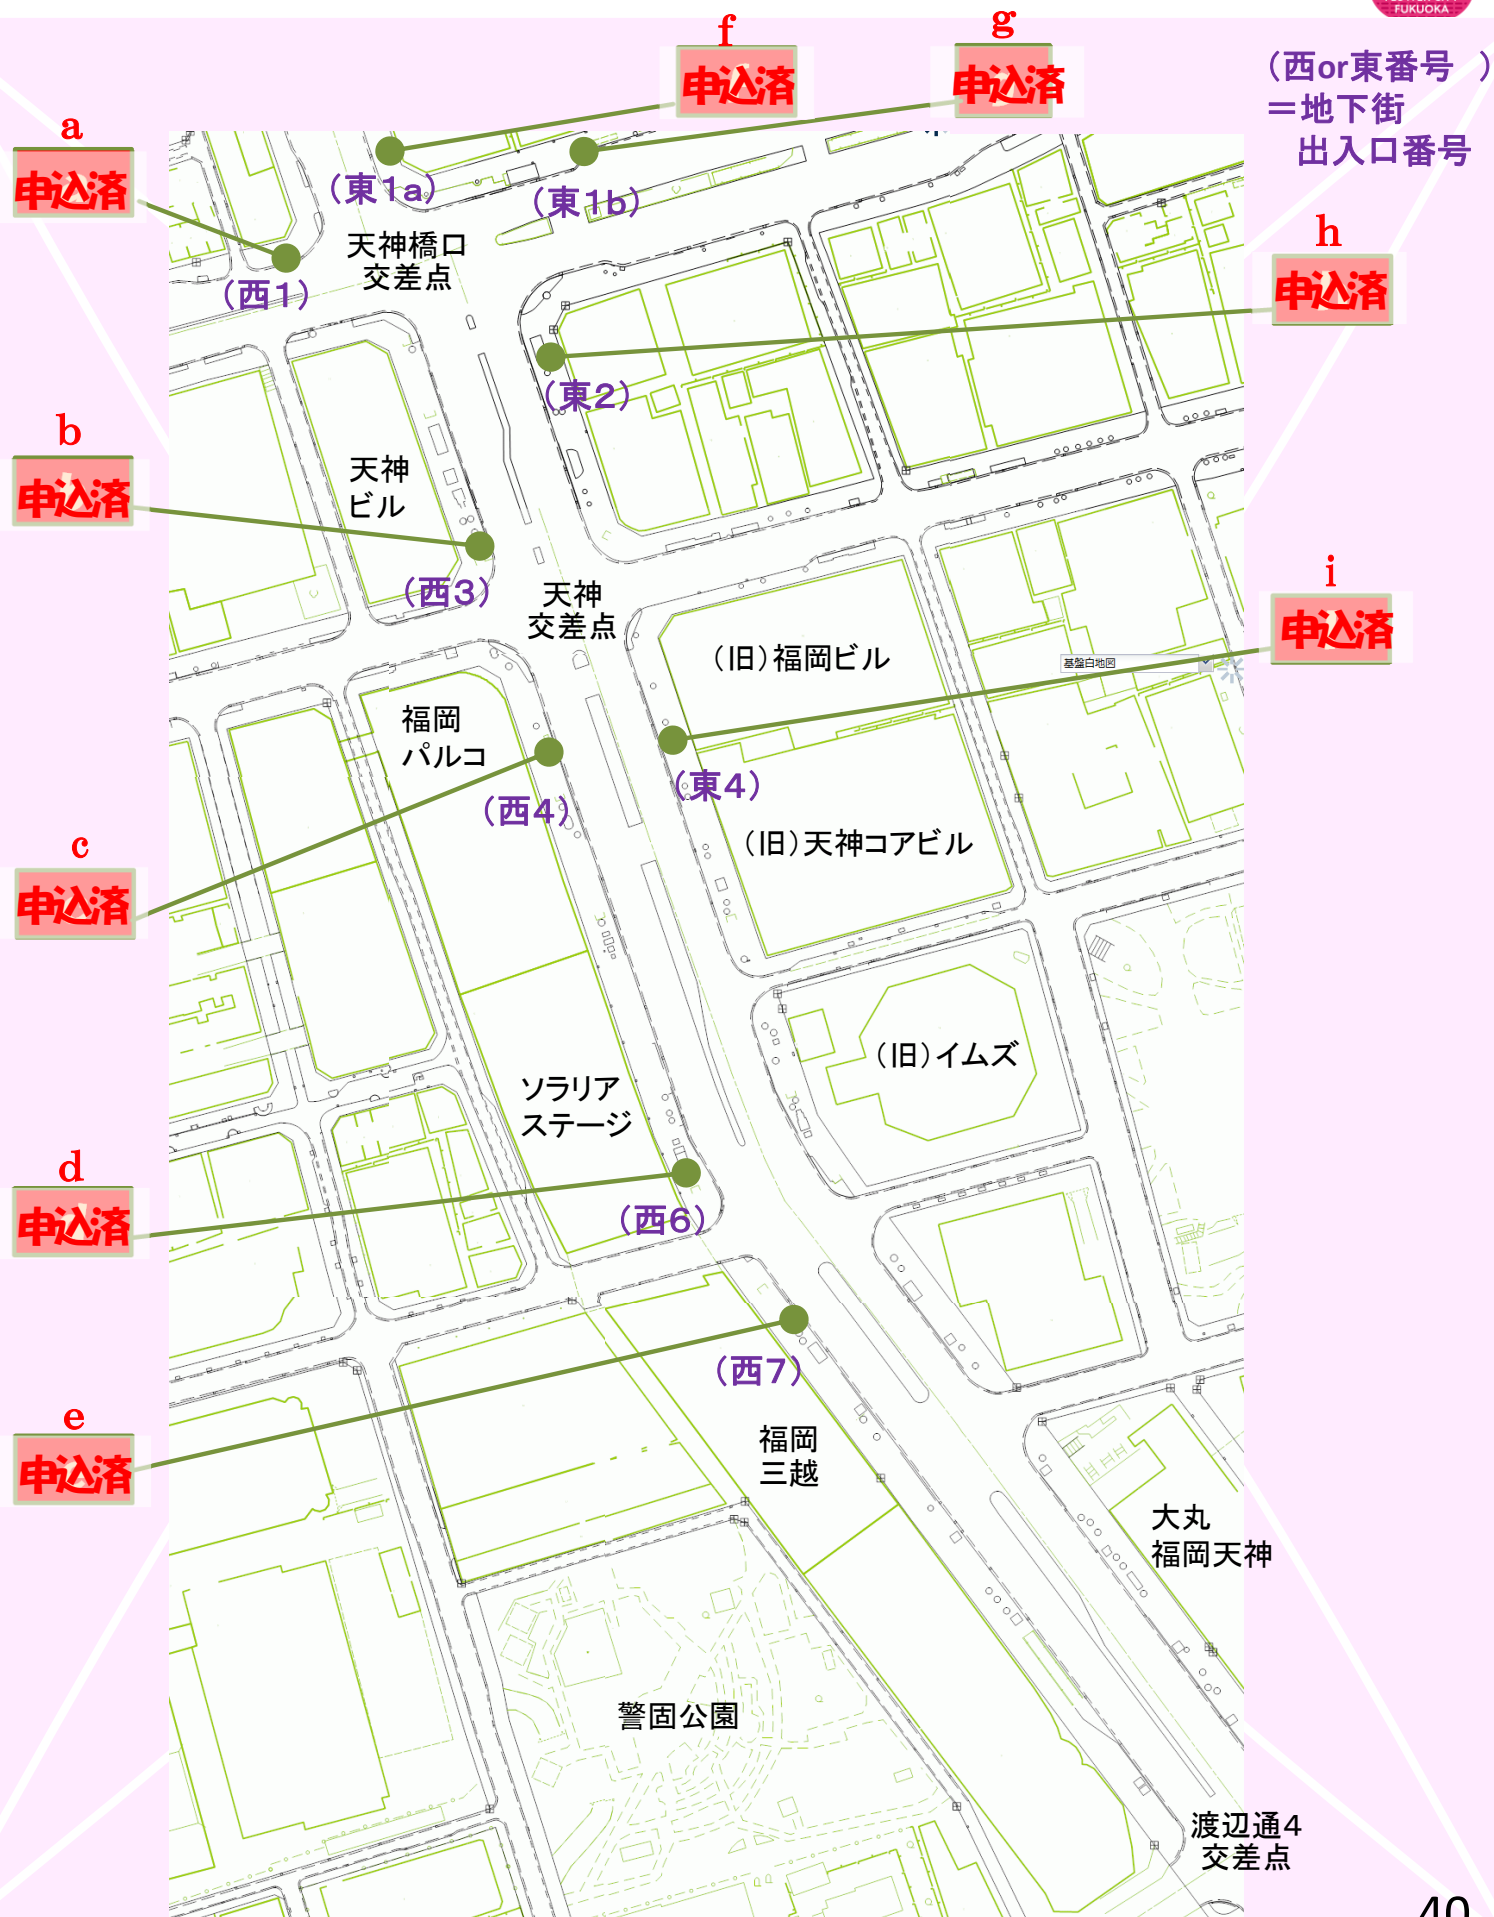 FUKUOKA
f
申込済
g
申込済
（西or東番号　）
＝地下街
出入口番号
a
申込済
（東1a）
（東1b）
天神橋口
交差点
（西1）
h
申込済
（東2）
b
申込済
天神
ビル
（西3）
天神
交差点
i
申込済
（旧）福岡ビル
基盤白地図
福岡
パルコ
（西4）
（東4）
（旧）天神コアビル
c
申込済
（旧）イムズ
ソラリア
ステージ
d
申込済
（西6）
（西7）
e
申込済
福岡
三越
大丸
福岡天神
警固公園
渡辺通4
交差点
40